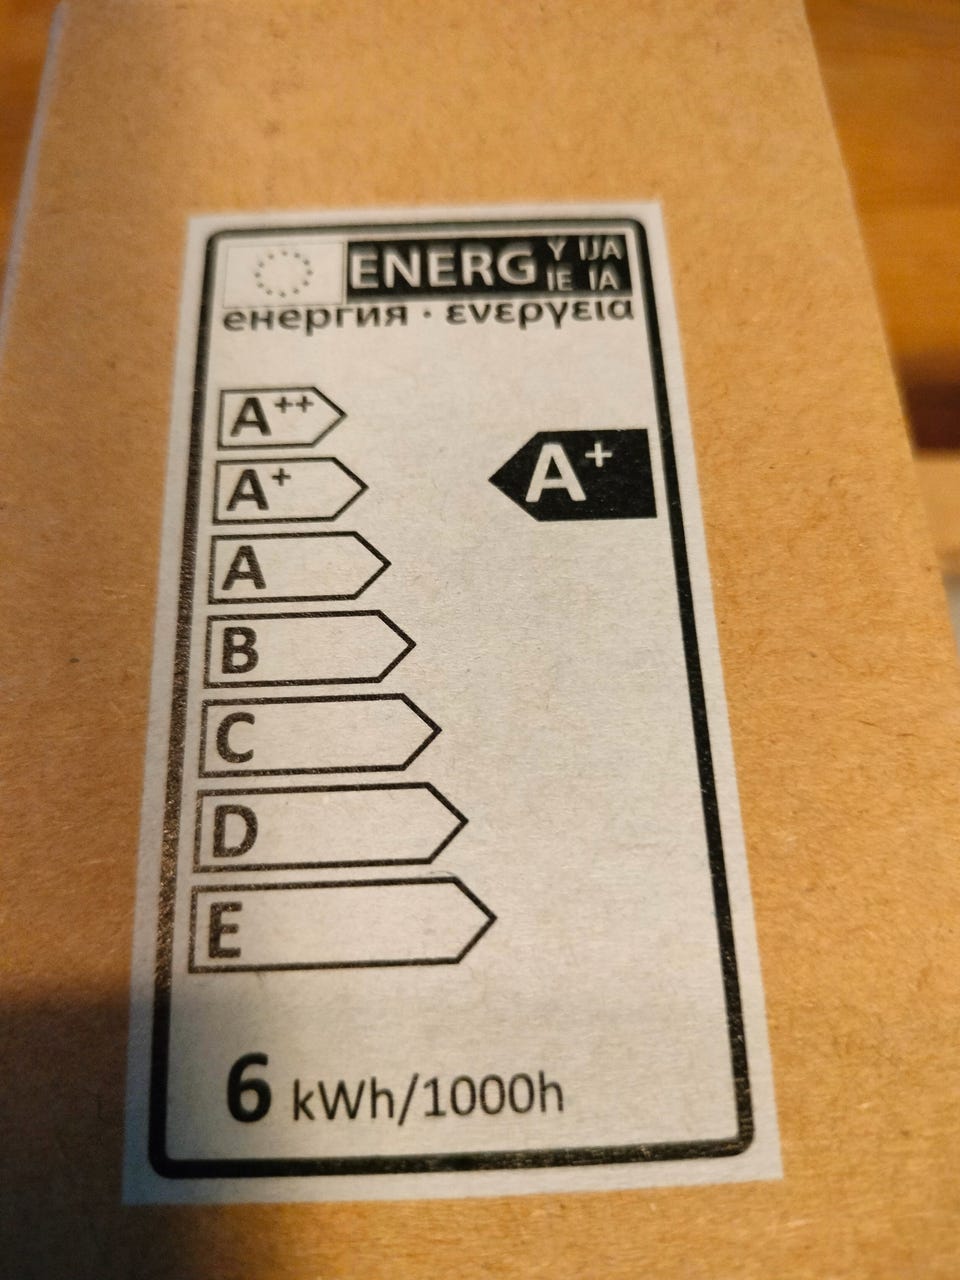 ENERG Y IJA
IE IA
енергия · ενεργεια
A++
A+
A+
A
B
C
D
E
6 kWh/1000h